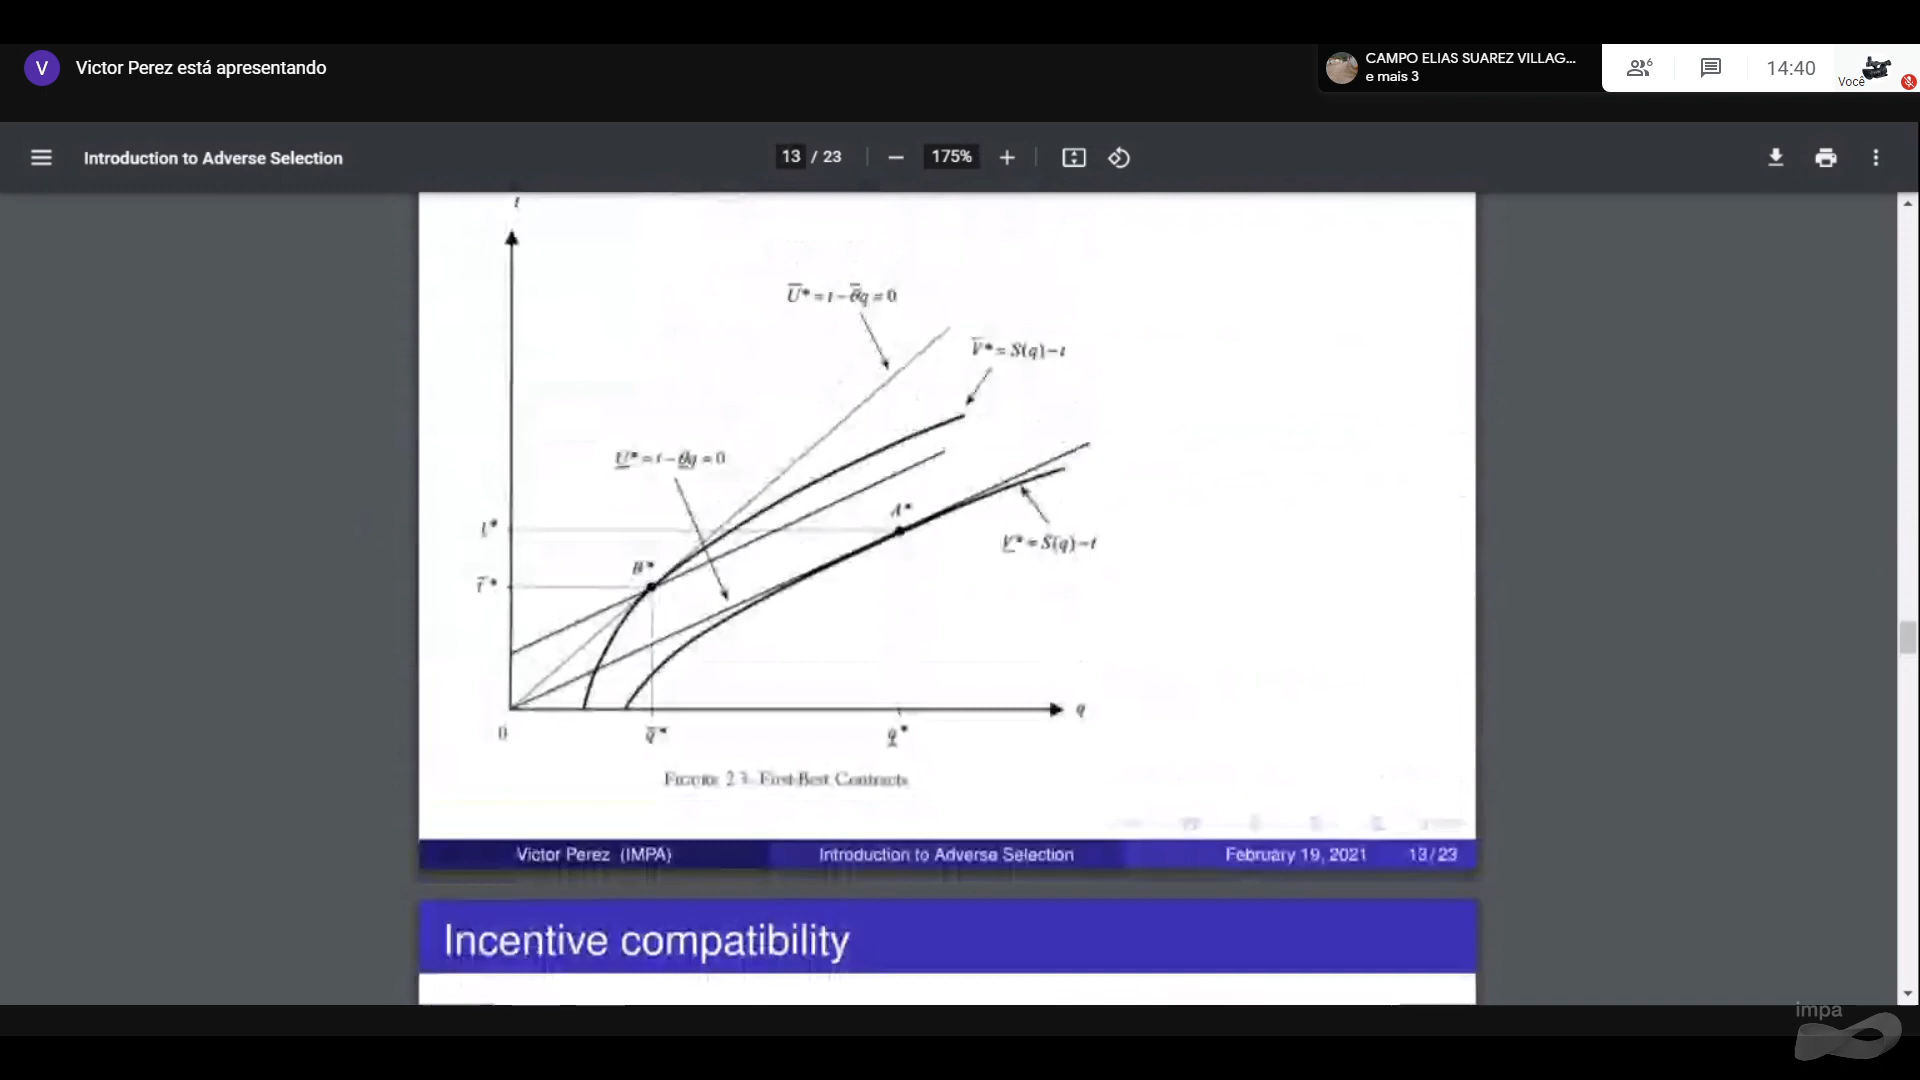 V Victor Perez está apresentando
CAMPO ELIAS SUAREZ VILLAG...
e mais 3
6
14:40
Você
Introduction to Adverse Selection
13 / 23
175%
t
U̅* = t − θ̅q = 0
V̅* = S(q) − t
U̲* = t − θ̲q = 0
A*
t̲*
V̲* = S(q) − t
B*
t̅*
q
0
q̅*
q̲*
FIGURE 2.3 First-Best Contracts
Victor Perez (IMPA)
Introduction to Adverse Selection
February 19, 2021
13/23
Incentive compatibility
impa